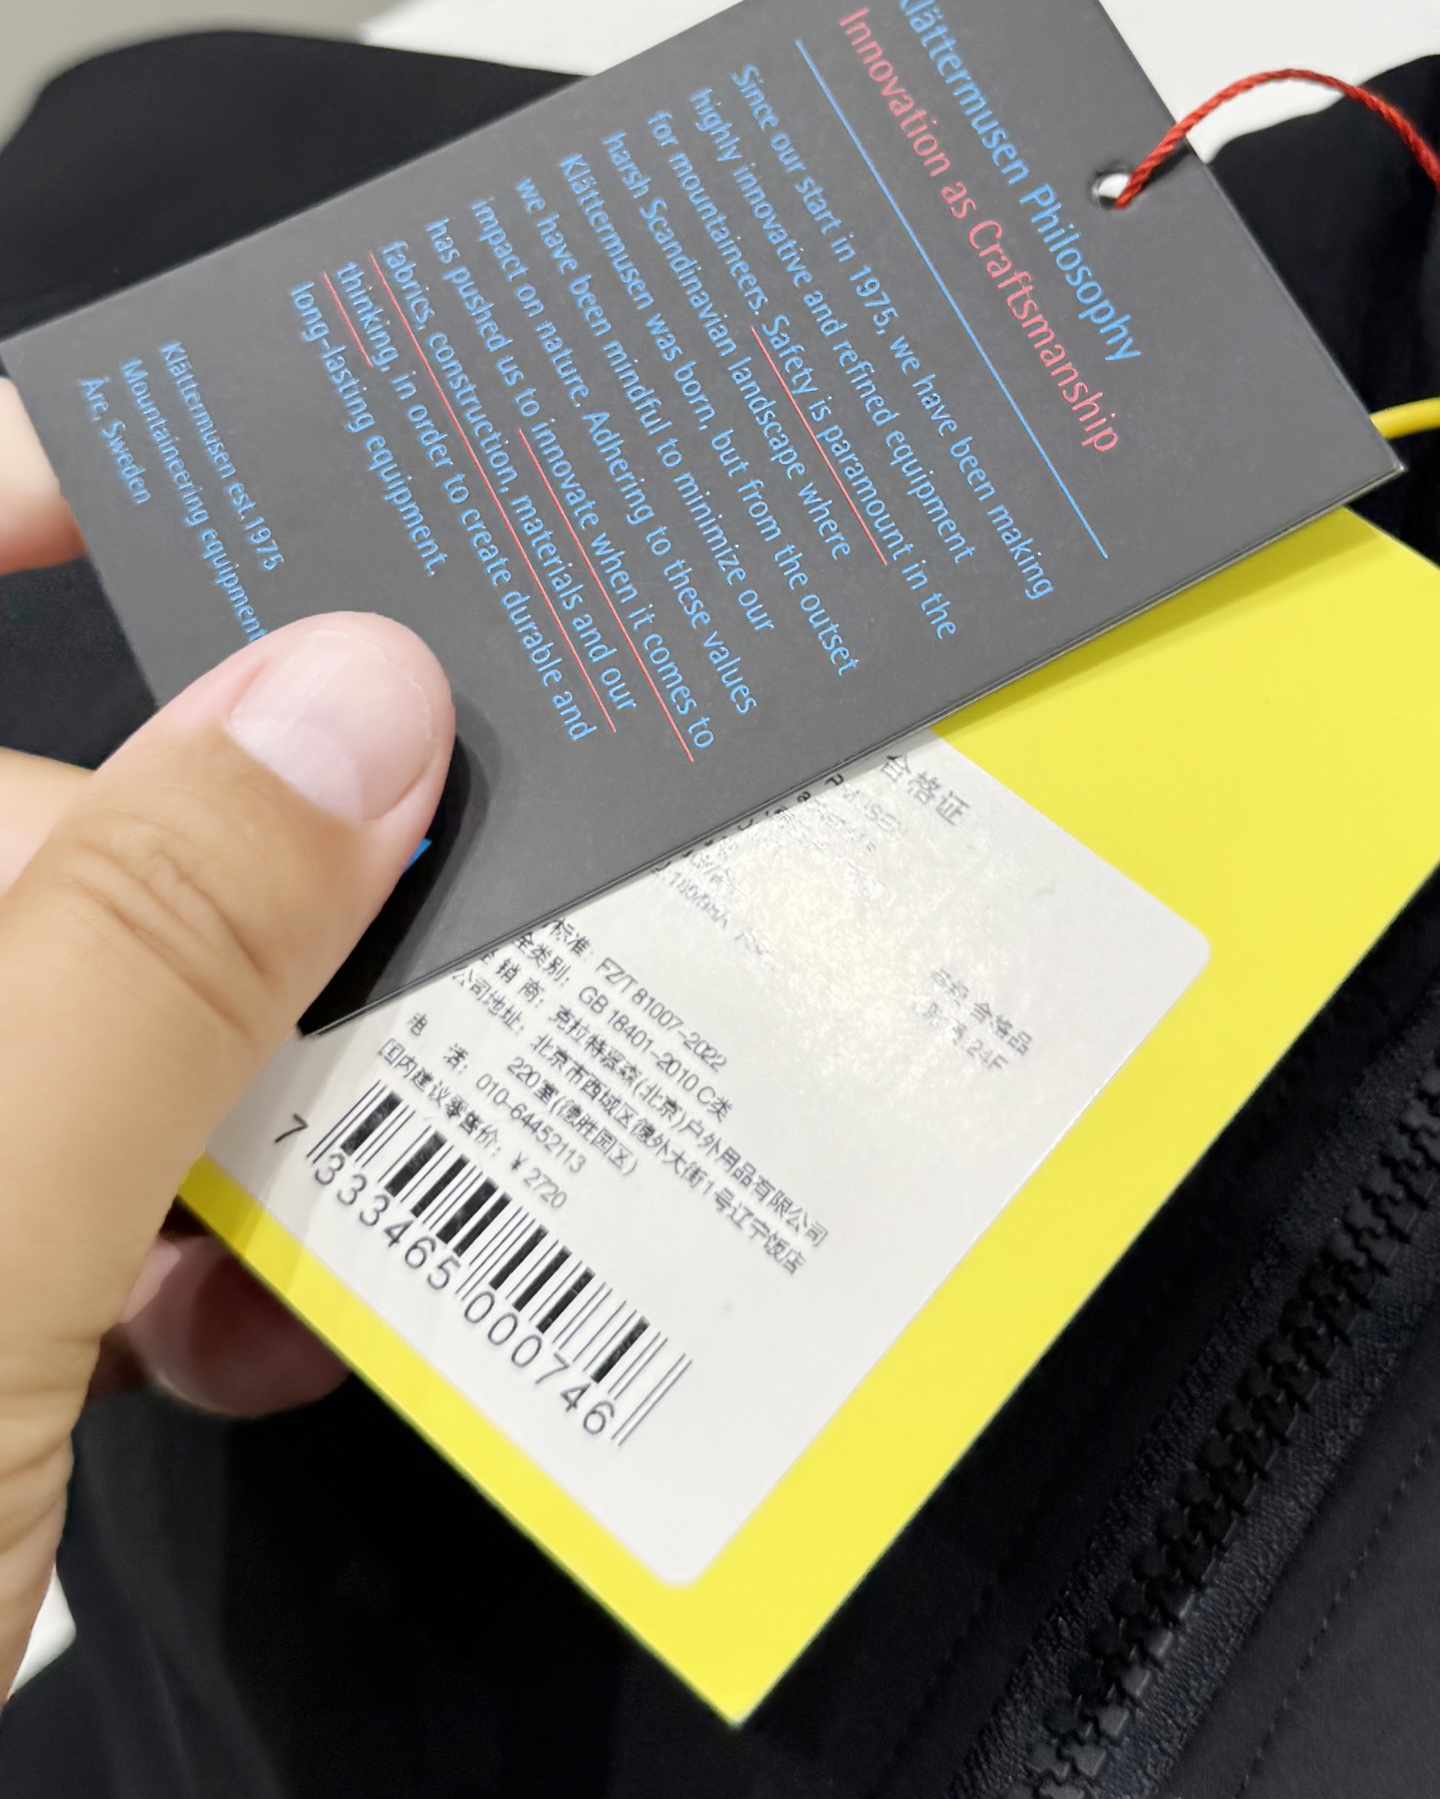 Klättermusen Philosophy
Innovation as Craftsmanship
Since our start in 1975, we have been making
highly innovative and refined equipment
for mountaineers. Safety is paramount in the
harsh Scandinavian landscape where
Klättermusen was born, but from the outset
we have been mindful to minimize our
impact on nature. Adhering to these values
has pushed us to innovate when it comes to
fabrics, construction, materials and our
thinking, in order to create durable and
long-lasting equipment.
Klättermusen est.1975
Mountaineering equipment
Åre, Sweden
合格证
合格品
24F
标准: FZ/T 81007-2022
全类别: GB 18401-2010 C类
销 商: 克拉特
森(北京)户外用品有限公司
公司地址: 北京市西城区德外大街1号辽宁饭店
220室(德胜园区)
电 话: 010-64452113
国内建议零售价: ¥ 2720
7 333465 000746